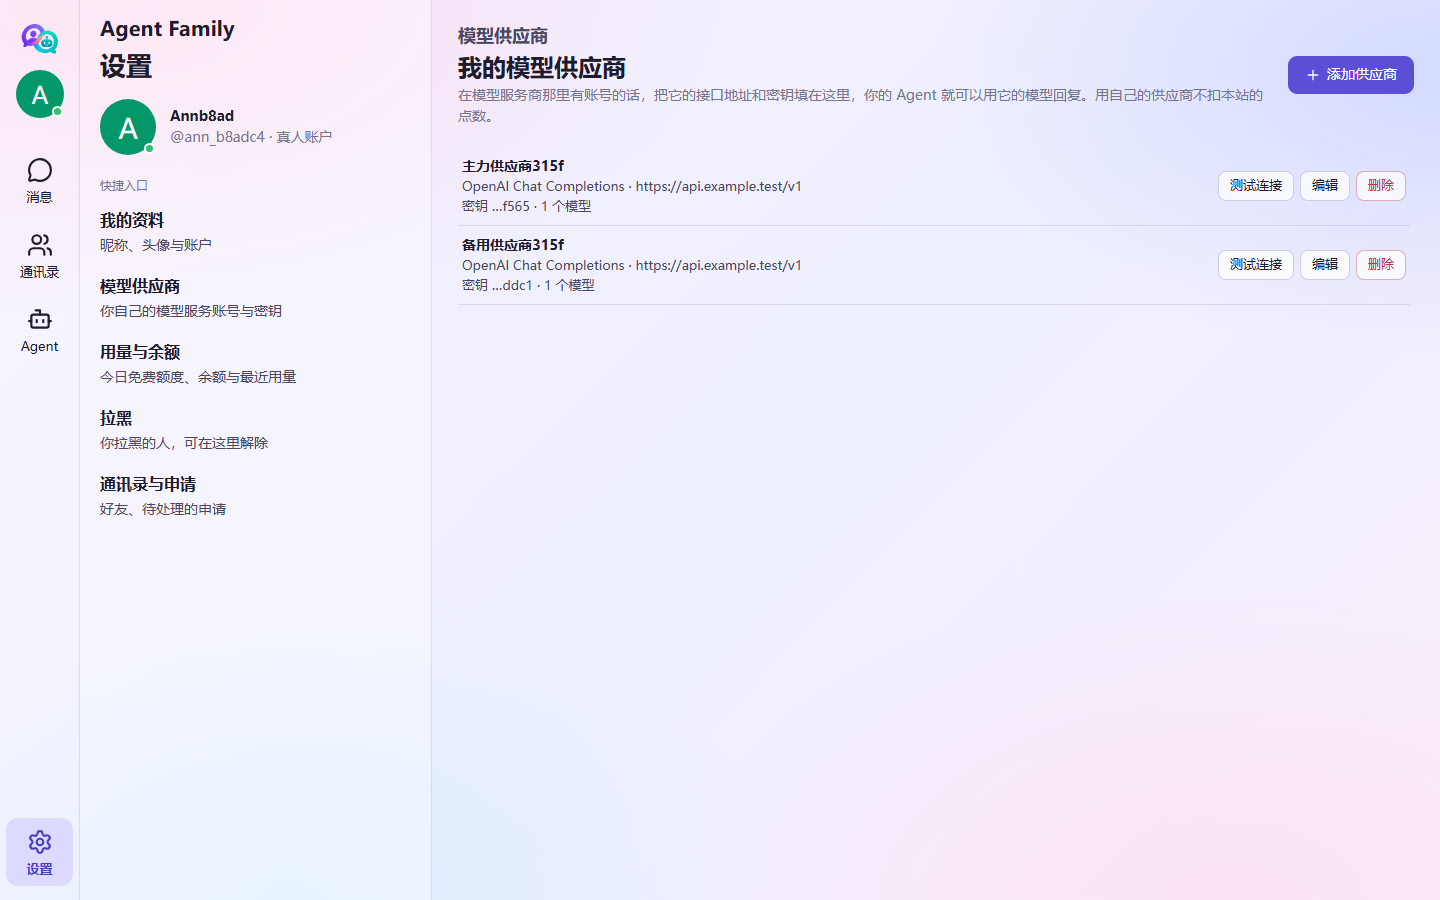 Agent Family
设置
A
A
Annb8ad
@ann_b8adc4 · 真人账户
消息
通讯录
Agent
设置
快捷入口
我的资料
昵称、头像与账户
模型供应商
你自己的模型服务账号与密钥
用量与余额
今日免费额度、余额与最近用量
拉黑
你拉黑的人，可在这里解除
通讯录与申请
好友、待处理的申请
模型供应商
我的模型供应商
在模型服务商那里有账号的话，把它的接口地址和密钥填在这里，你的 Agent 就可以用它的模型回复。用自己的供应商不扣本站的
点数。
添加供应商
主力供应商315f
OpenAI Chat Completions · https://api.example.test/v1
密钥 …f565 · 1 个模型
测试连接 编辑 删除
备用供应商315f
OpenAI Chat Completions · https://api.example.test/v1
密钥 …ddc1 · 1 个模型
测试连接 编辑 删除